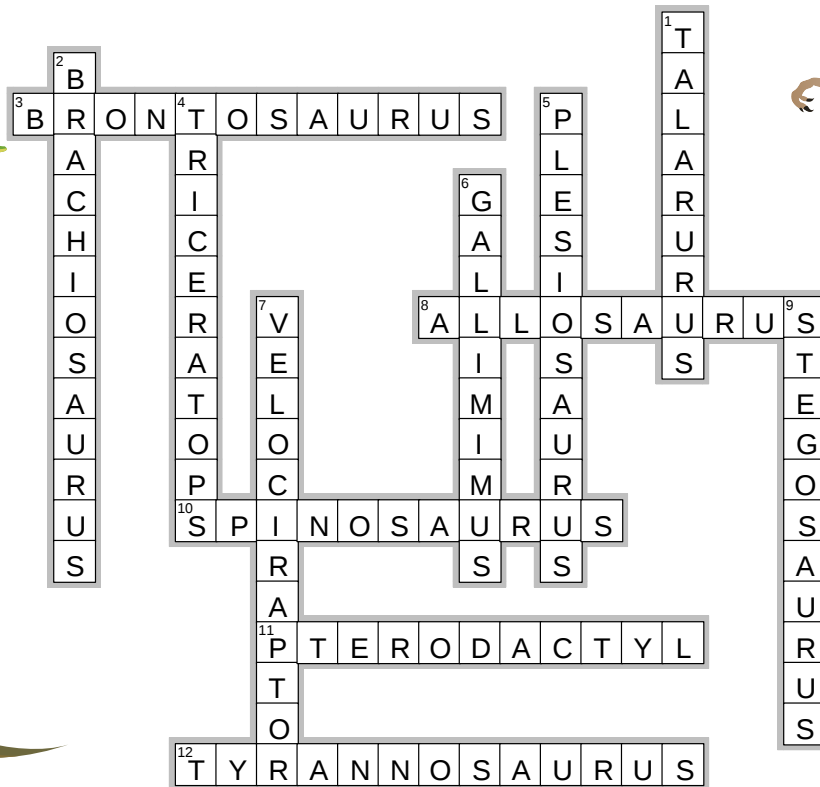 1 TALARURUS
2 BRACHIOSAURUS
3 BRONTOSAURUS
4 TRICERATOPS
5 PLESIOSAURUS
6 GALLIMIMUS
7 VELOCIRAPTOR
8 ALLOSAURUS
9 STEGOSAURUS
10 SPINOSAURUS
11 PTERODACTYL
12 TYRANNOSAURUS